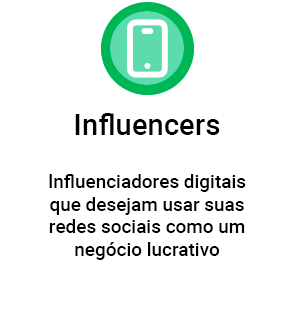 Influencers
Influenciadores digitais
que desejam usar suas
redes sociais como um
negócio lucrativo